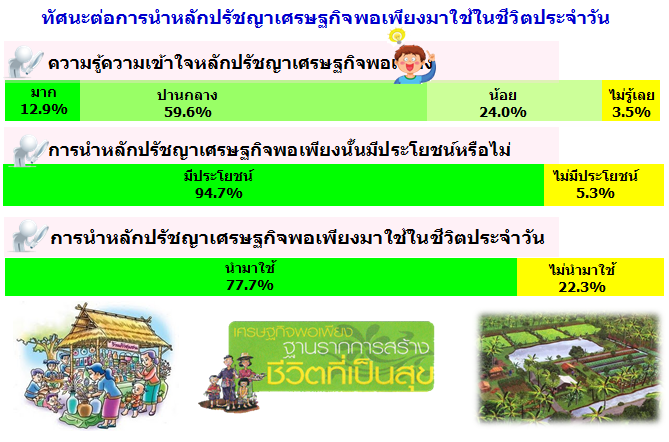 ทัศนะต่อการนำหลักปรัชญาเศรษฐกิจพอเพียงมาใช้ในชีวิตประจำวัน
ความรู้ความเข้าใจหลักปรัชญาเศรษฐกิจพอเพียง
มาก ปานกลาง น้อย ไม่รู้เลย
12.9% 59.6% 24.0% 3.5%
การนำหลักปรัชญาเศรษฐกิจพอเพียงนั้นมีประโยชน์หรือไม่
มีประโยชน์ ไม่มีประโยชน์
94.7% 5.3%
การนำหลักปรัชญาเศรษฐกิจพอเพียงมาใช้ในชีวิตประจำวัน
นำมาใช้ ไม่นำมาใช้
77.7% 22.3%
เศรษฐกิจพอเพียง
ฐานรากการสร้าง
ชีวิตที่เป็นสุข